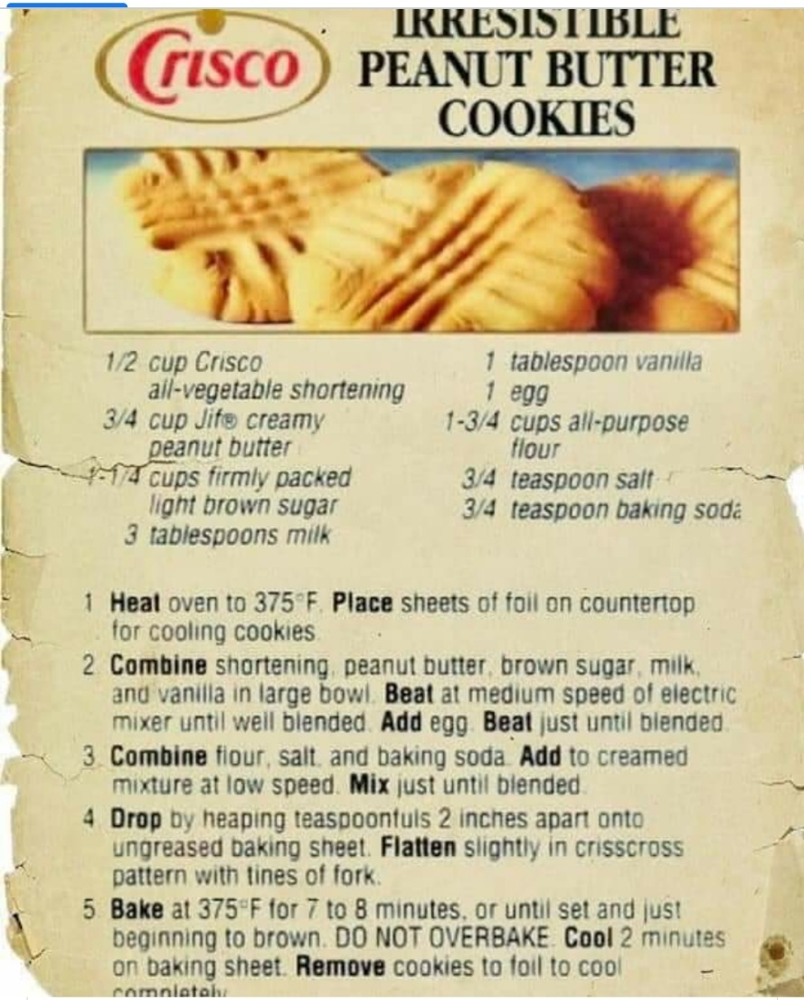 Crisco
IRRESISTIBLE
PEANUT BUTTER
COOKIES
1/2 cup Crisco
all-vegetable shortening
3/4 cup Jif® creamy
peanut butter
1-1/4 cups firmly packed
light brown sugar
3 tablespoons milk
1 tablespoon vanilla
1 egg
1-3/4 cups all-purpose
flour
3/4 teaspoon salt
3/4 teaspoon baking soda
1 Heat oven to 375°F. Place sheets of foil on countertop
for cooling cookies.
2 Combine shortening, peanut butter, brown sugar, milk,
and vanilla in large bowl. Beat at medium speed of electric
mixer until well blended. Add egg. Beat just until blended.
3 Combine flour, salt, and baking soda. Add to creamed
mixture at low speed. Mix just until blended.
4 Drop by heaping teaspoonfuls 2 inches apart onto
ungreased baking sheet. Flatten slightly in crisscross
pattern with tines of fork.
5 Bake at 375°F for 7 to 8 minutes, or until set and just
beginning to brown. DO NOT OVERBAKE. Cool 2 minutes
on baking sheet. Remove cookies to foil to cool
completely